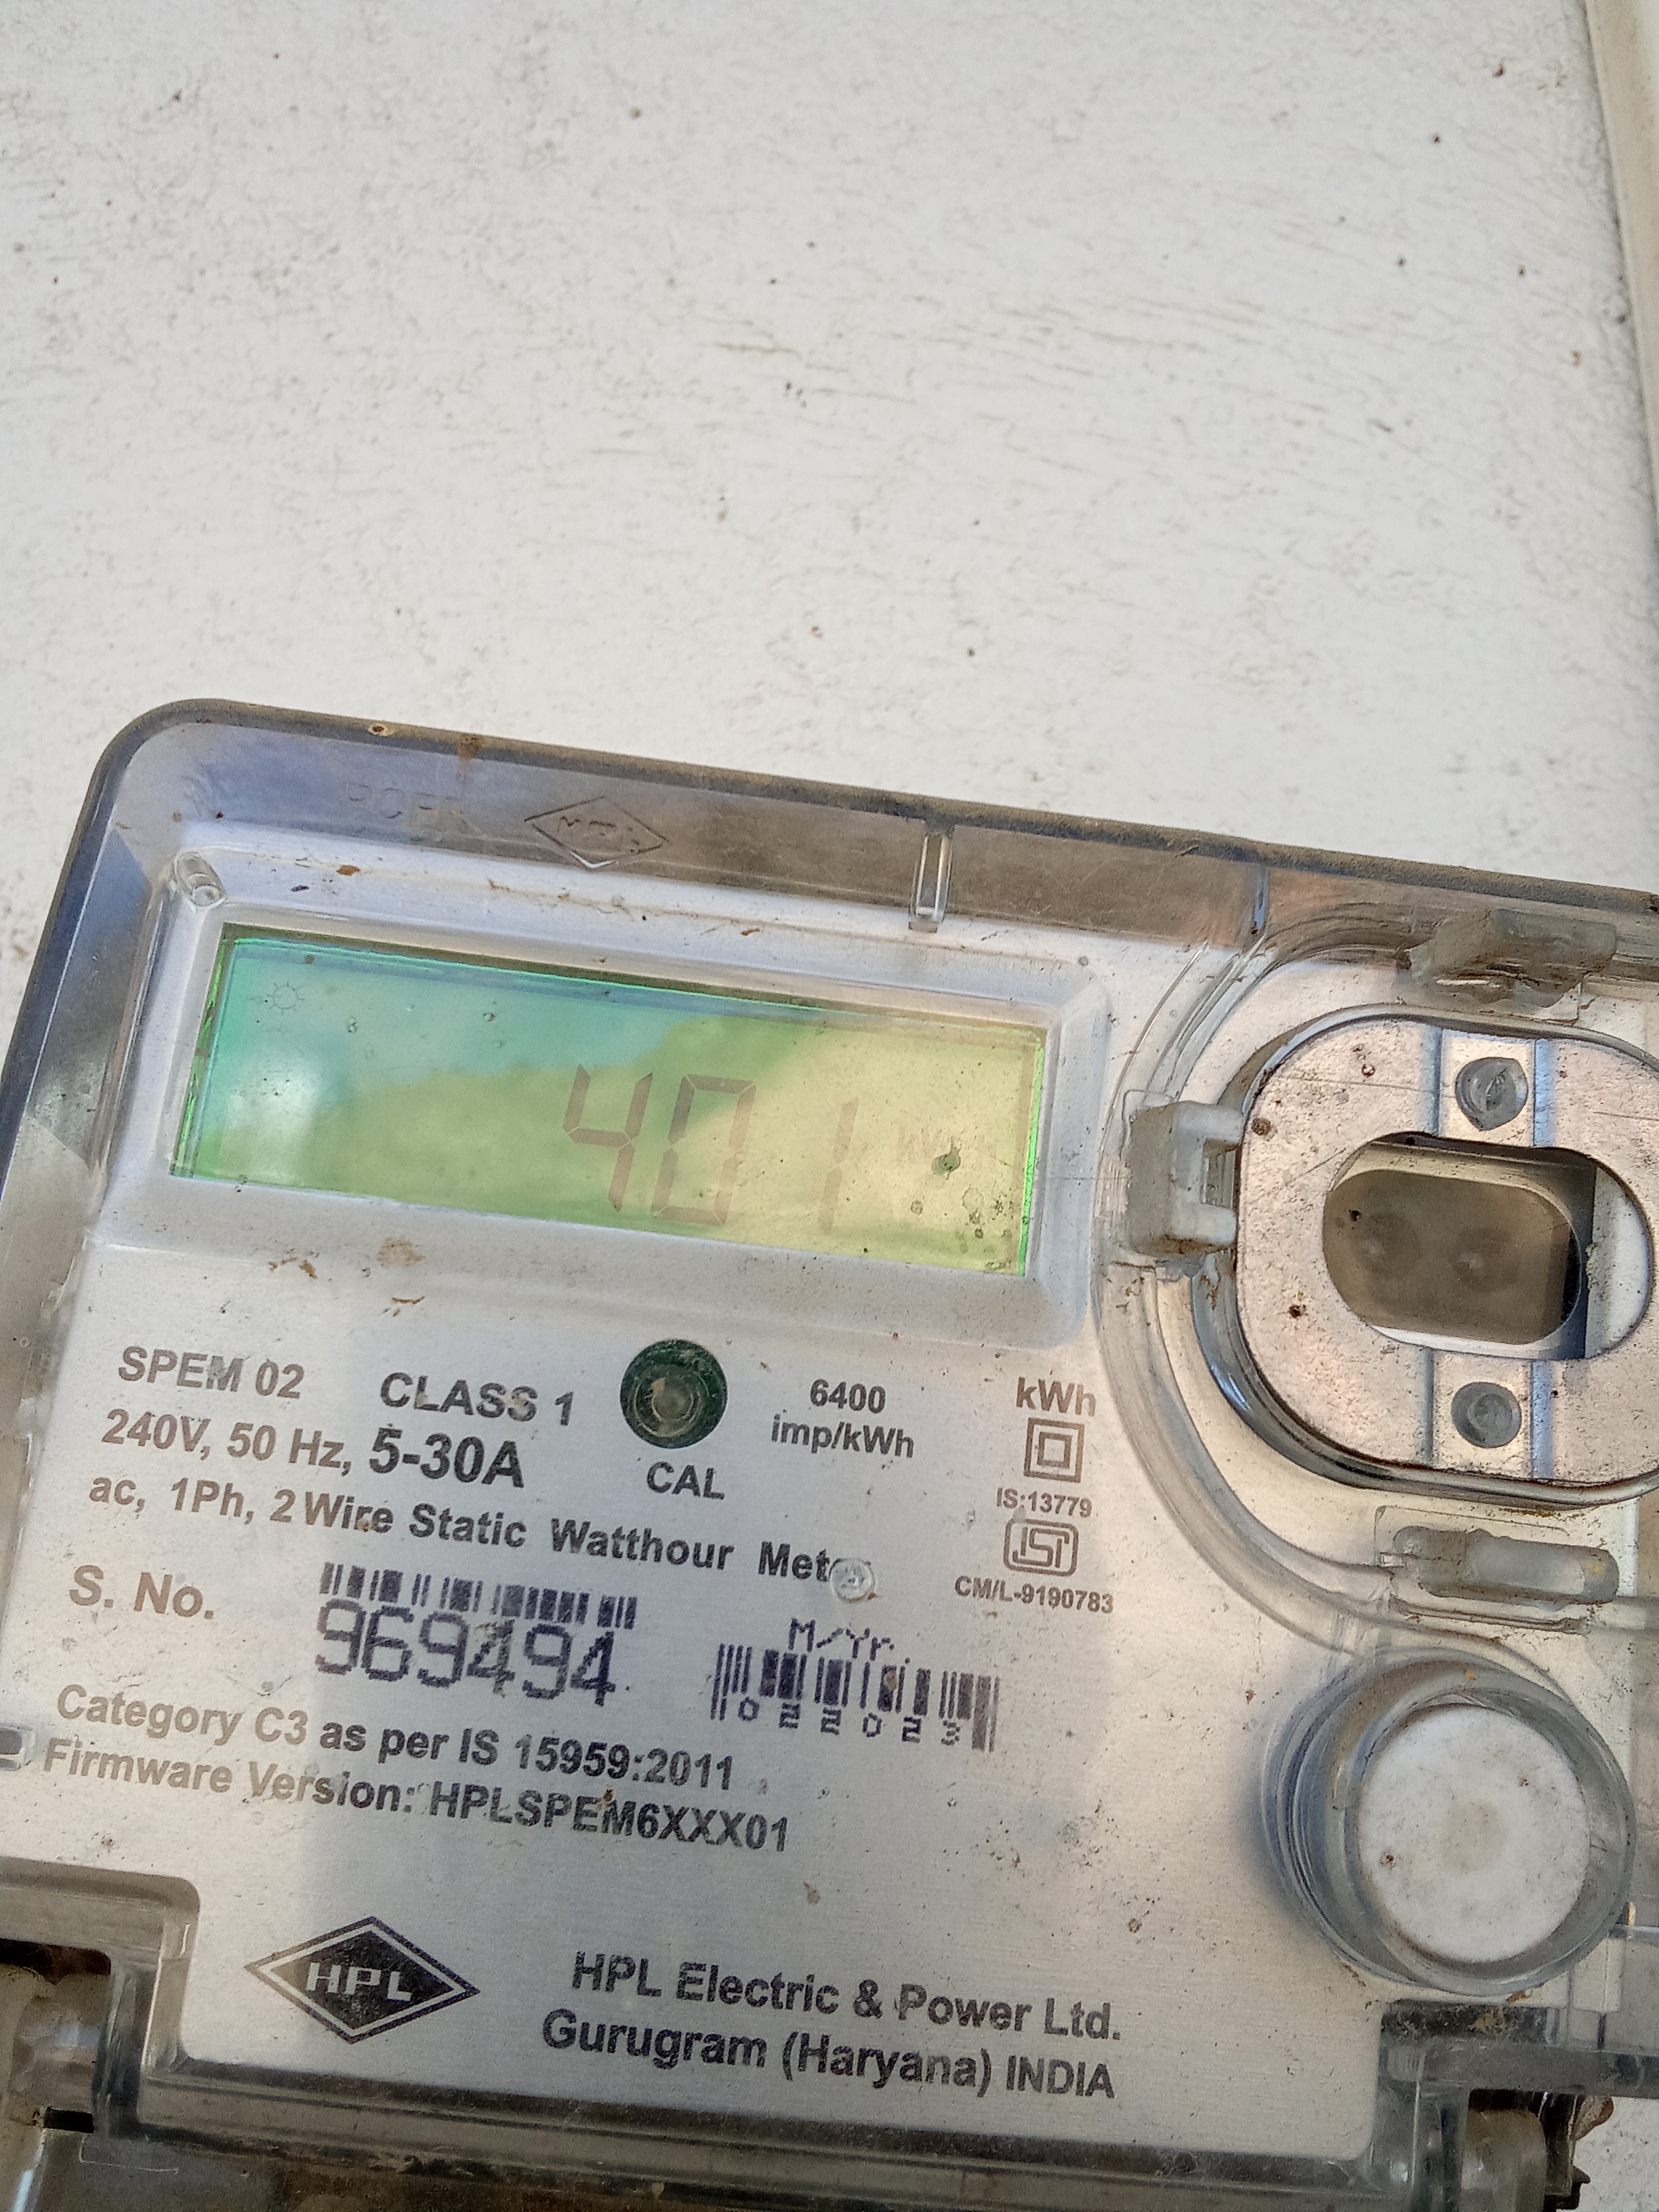 401
SPEM 02 CLASS 1
240V, 50 Hz, 5-30A
ac, 1Ph, 2 Wire Static Watthour Meter
CAL
6400
imp/kWh
kWh
IS:13779
ISI
CM/L-9190783
S. No.
969494
M/Yr.
022023
Category C3 as per IS 15959:2011
Firmware Version: HPLSPEM6XXX01
HPL
HPL Electric & Power Ltd.
Gurugram (Haryana) INDIA